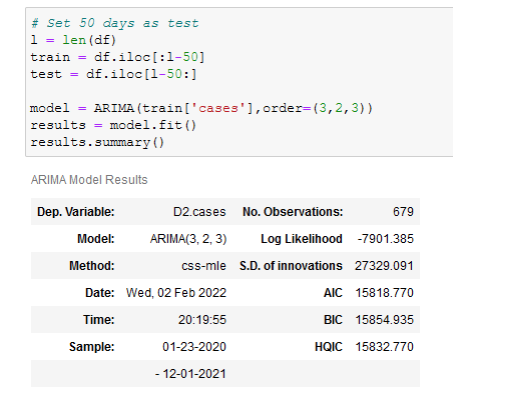 # Set 50 days as test
l = len(df)
train = df.iloc[:l-50]
test = df.iloc[l-50:]
model = ARIMA(train['cases'],order=(3,2,3))
results = model.fit()
results.summary()
ARIMA Model Results
Dep. Variable: D2.cases No. Observations: 679
Model: ARIMA(3, 2, 3) Log Likelihood -7901.385
Method: css-mle S.D. of innovations 27329.091
Date: Wed, 02 Feb 2022 AIC 15818.770
Time: 20:19:55 BIC 15854.935
Sample: 01-23-2020 HQIC 15832.770
- 12-01-2021